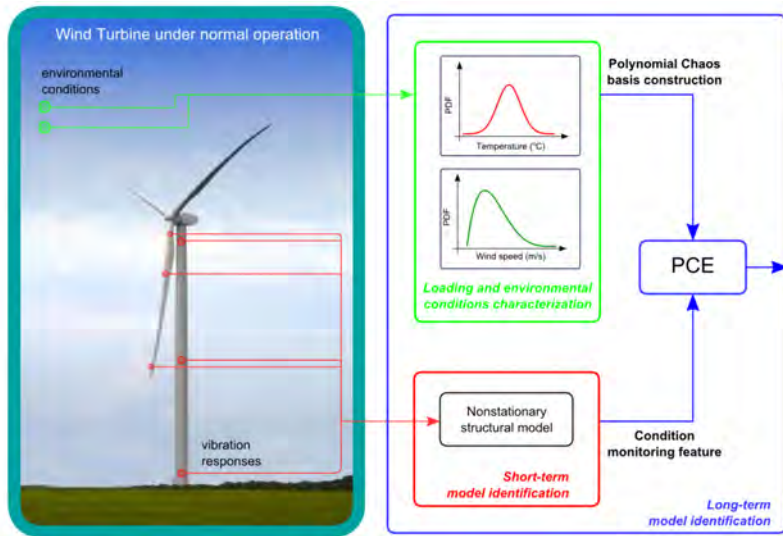 Wind Turbine under normal operation
environmental
conditions
vibration
responses
PDF
Temperature (°C)
PDF
Wind speed (m/s)
Loading and environmental
conditions characterization
Polynomial Chaos
basis construction
PCE
Nonstationary
structural model
Short-term
model identification
Condition
monitoring feature
Long-term
model identification